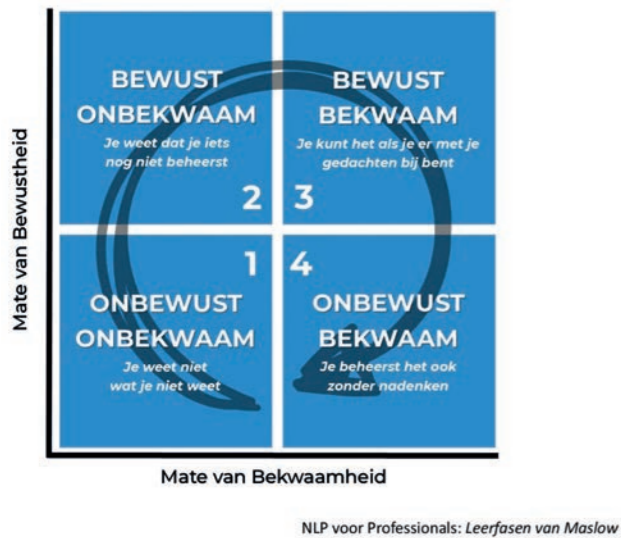 Mate van Bewustheid
BEWUST
ONBEKWAAM
Je weet dat je iets
nog niet beheerst
2
BEWUST
BEKWAAM
Je kunt het als je er met je
gedachten bij bent
3
1
ONBEWUST
ONBEKWAAM
Je weet niet
wat je niet weet
4
ONBEWUST
BEKWAAM
Je beheerst het ook
zonder nadenken
Mate van Bekwaamheid
NLP voor Professionals: Leerfasen van Maslow